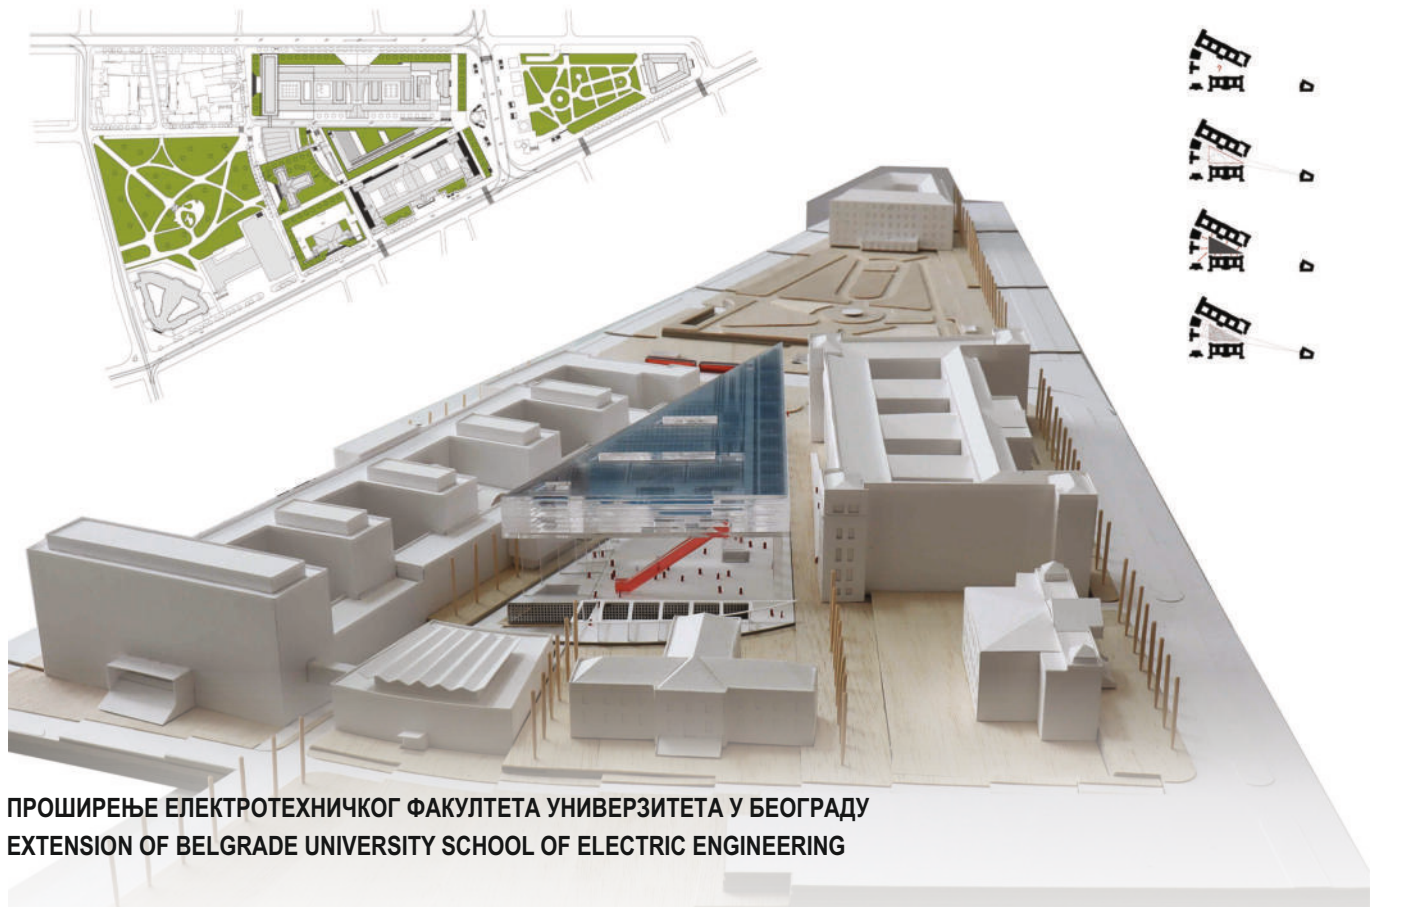 ?
ПРОШИРЕЊЕ ЕЛЕКТРОТЕХНИЧКОГ ФАКУЛТЕТА УНИВЕРЗИТЕТА У БЕОГРАДУ
EXTENSION OF BELGRADE UNIVERSITY SCHOOL OF ELECTRIC ENGINEERING